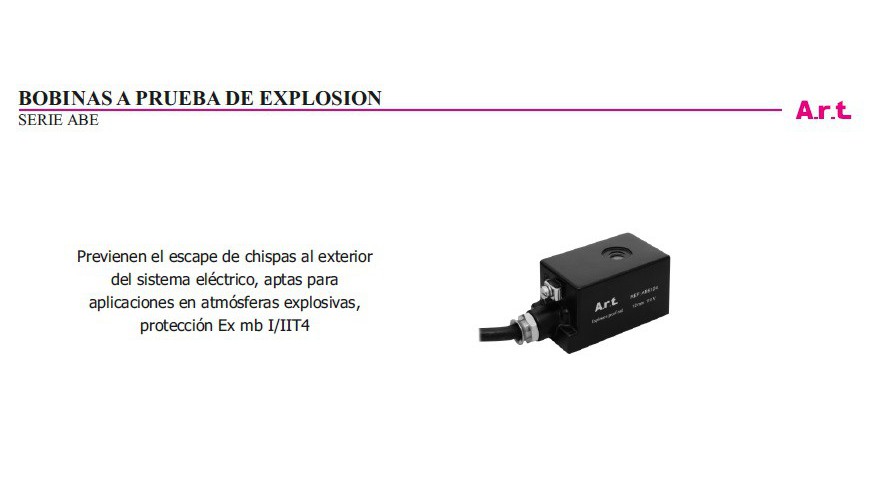 BOBINAS A PRUEBA DE EXPLOSION
SERIE ABE
A.r.t.
Previenen el escape de chispas al exterior
del sistema eléctrico, aptas para
aplicaciones en atmósferas explosivas,
protección Ex mb I/IIT4
A.r.t.